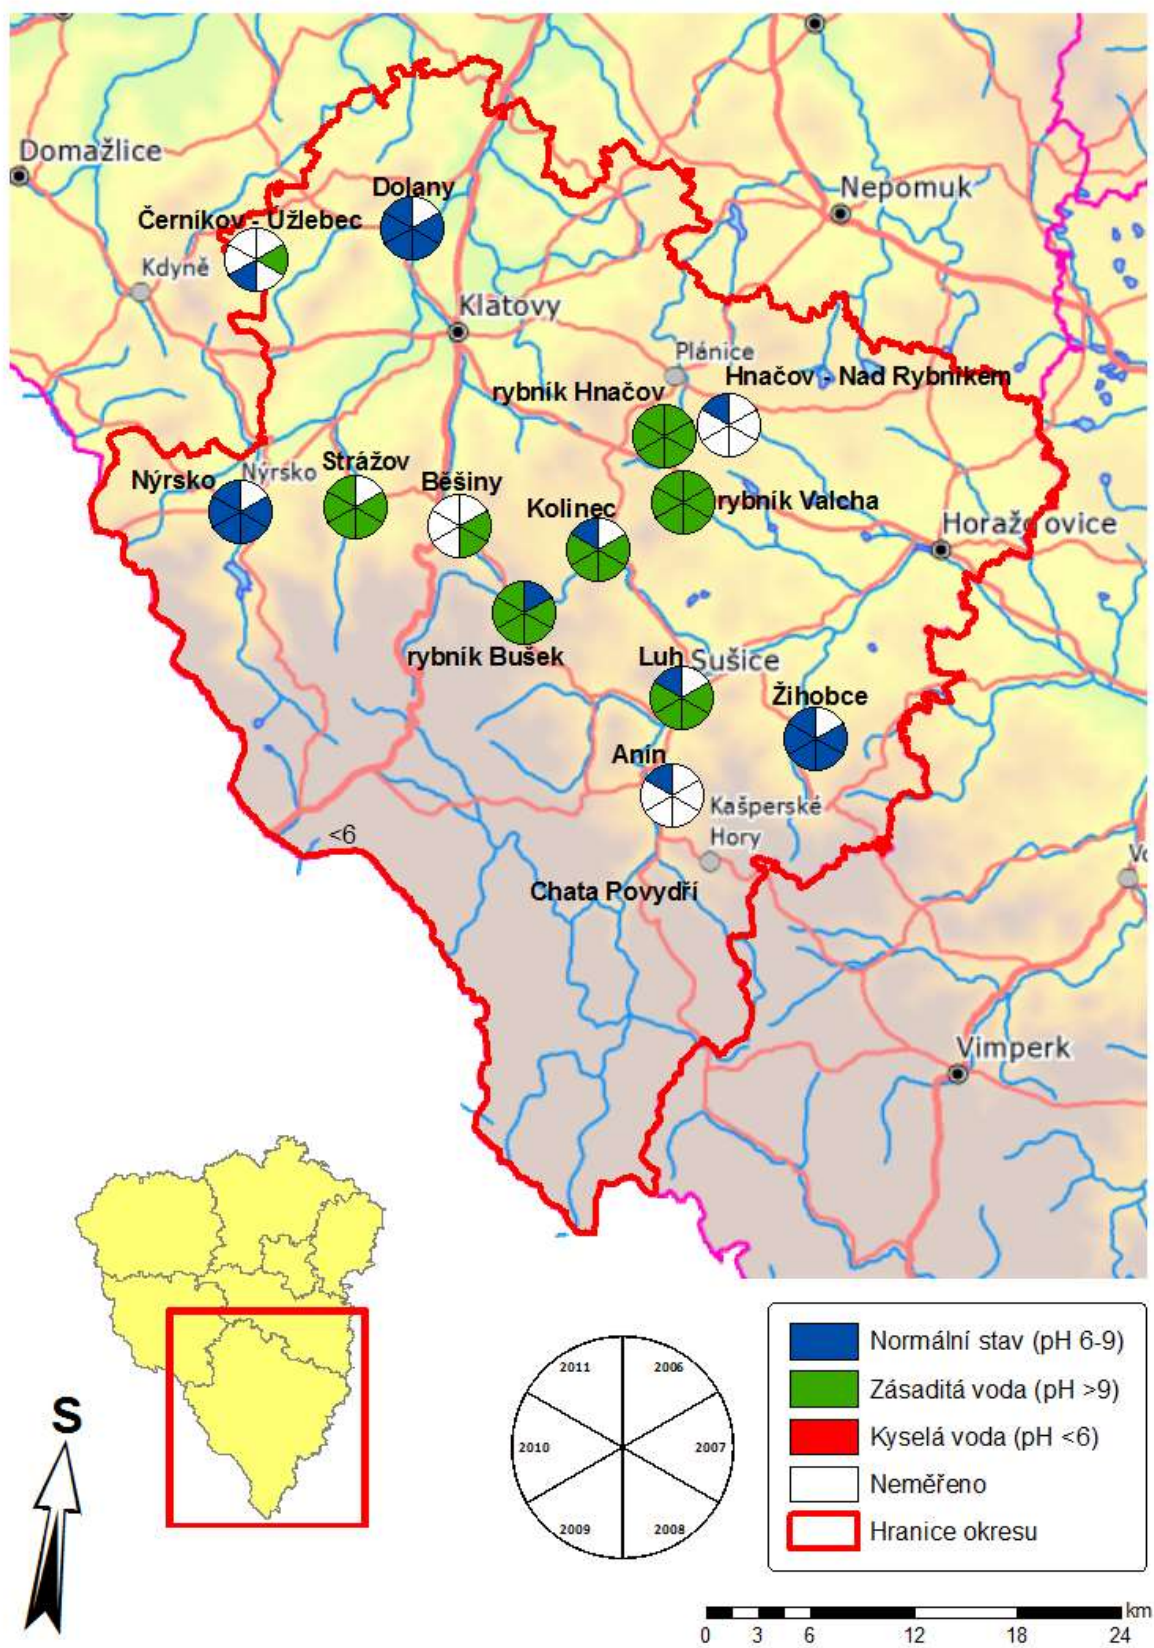 Domažlice
Dolany
Nepomuk
Černíkov - Úžlebec
Kdyně
Klatovy
Plánice
Hnačov - Nad Rybníkem
rybník Hnačov
Strážov
Nýrsko
Nýrsko
Běšiny
rybník Valcha
Kolinec
Horažďovice
rybník Bušek
Luh
Sušice
Žihobce
Anín
Kašperské
Hory
<6
Chata Povydří
Vimperk
S
2011
2006
2010
2007
2009
2008
Normální stav (pH 6-9)
Zásaditá voda (pH >9)
Kyselá voda (pH <6)
Neměřeno
Hranice okresu
km
0 3 6 12 18 24